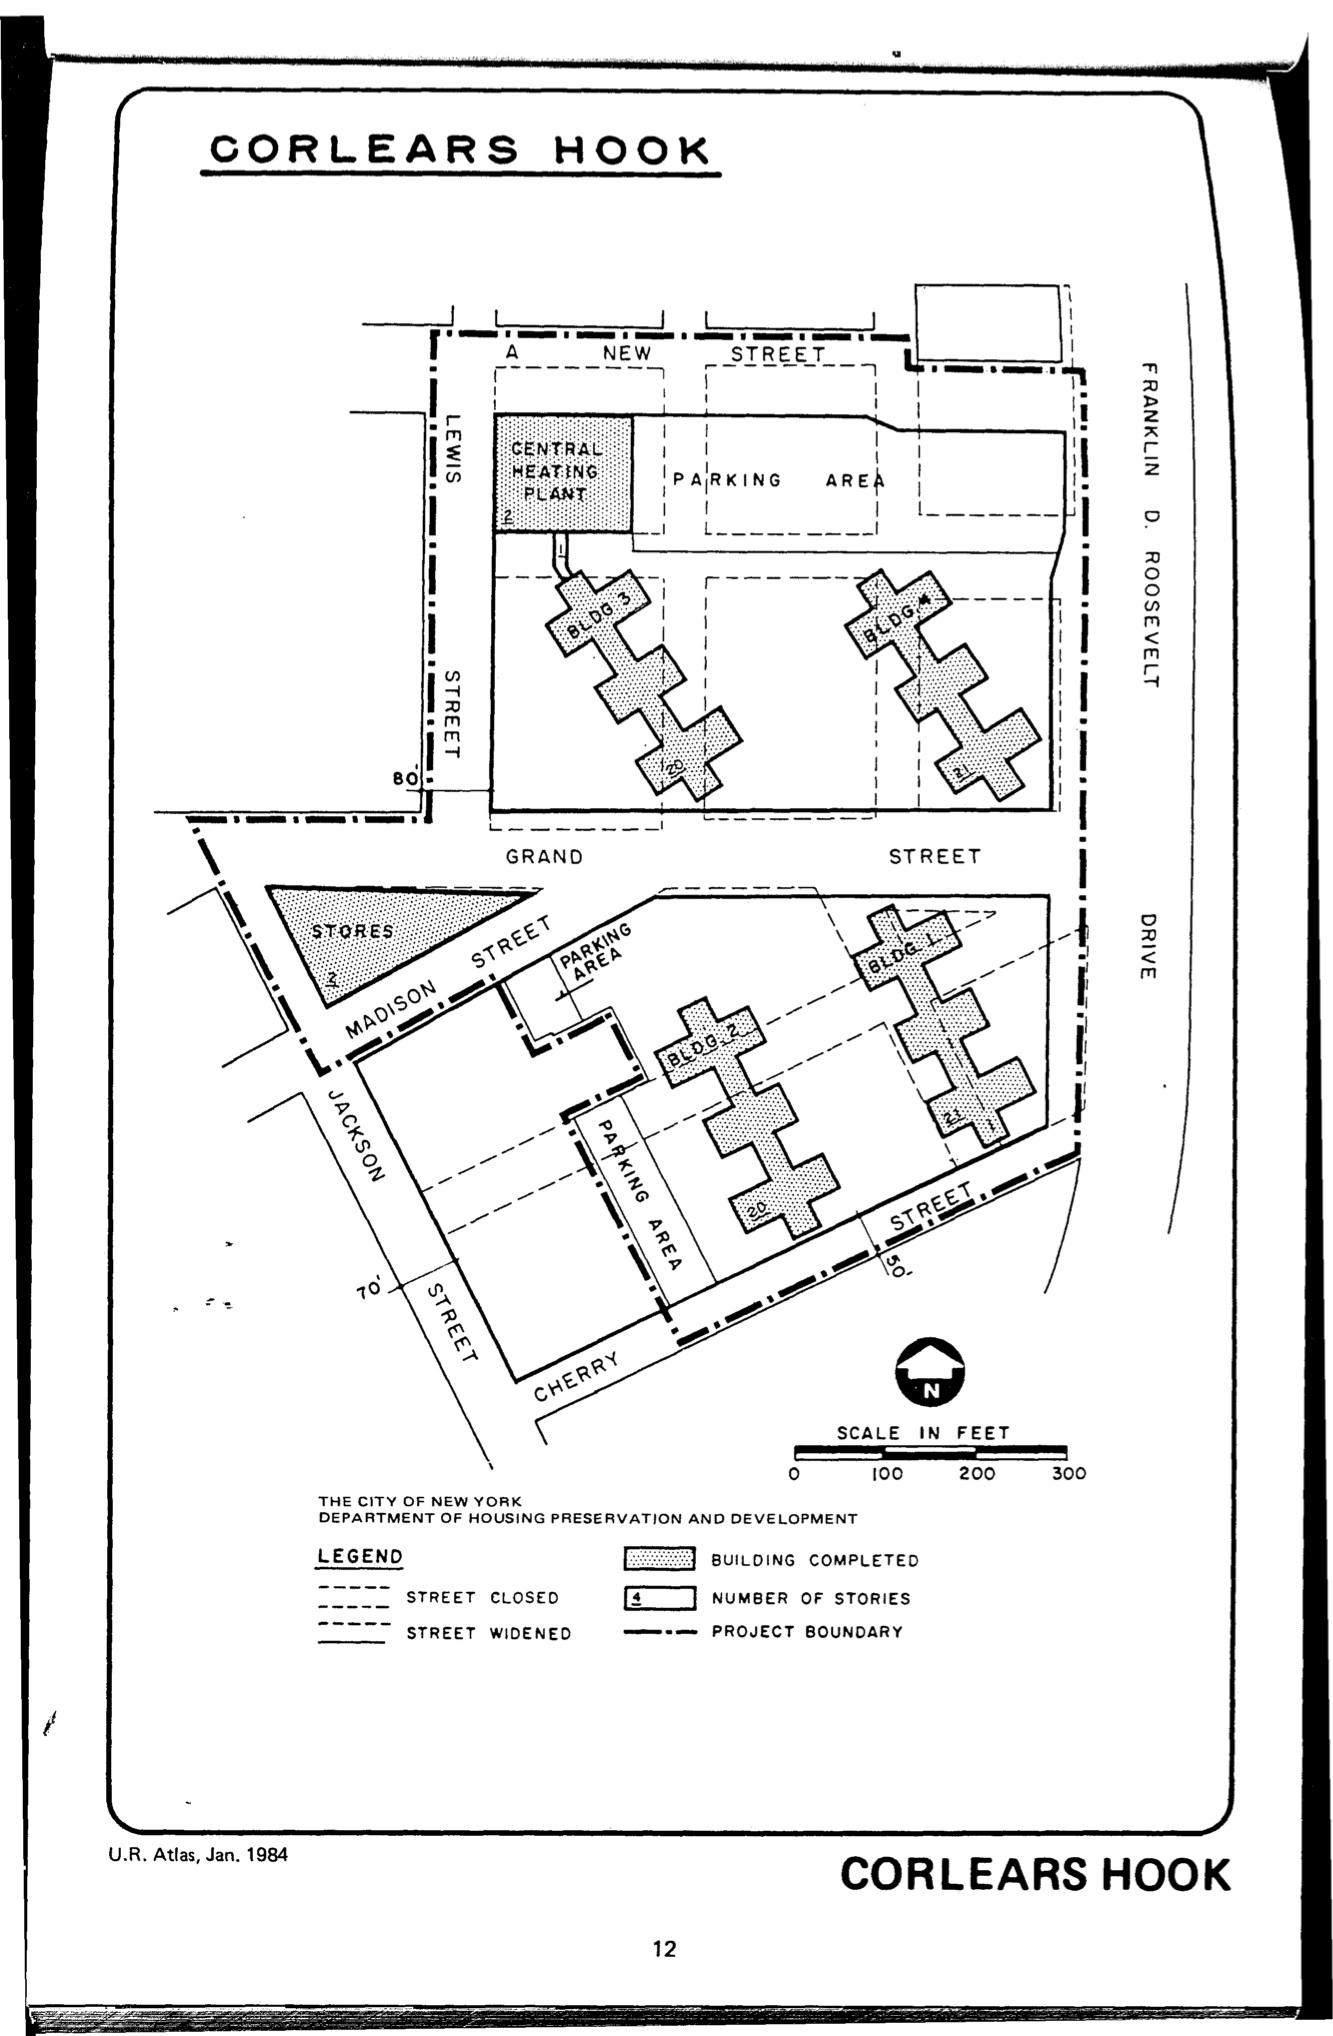 CORLEARS HOOK
A NEW STREET
FRANKLIN D. ROOSEVELT DRIVE
LEWIS STREET
CENTRAL
HEATING
PLANT
2
PARKING AREA
1
BLDG 3
20
BLDG 4
21
80'
GRAND STREET
STORES
2
MADISON STREET
PARKING
AREA
BLDG 1
21
BLDG 2
20
PARKING AREA
JACKSON STREET
70'
CHERRY STREET
50'
N
SCALE IN FEET
0 100 200 300
THE CITY OF NEW YORK
DEPARTMENT OF HOUSING PRESERVATION AND DEVELOPMENT
LEGEND
STREET CLOSED
STREET WIDENED
BUILDING COMPLETED
4 NUMBER OF STORIES
PROJECT BOUNDARY
U.R. Atlas, Jan. 1984
CORLEARS HOOK
12